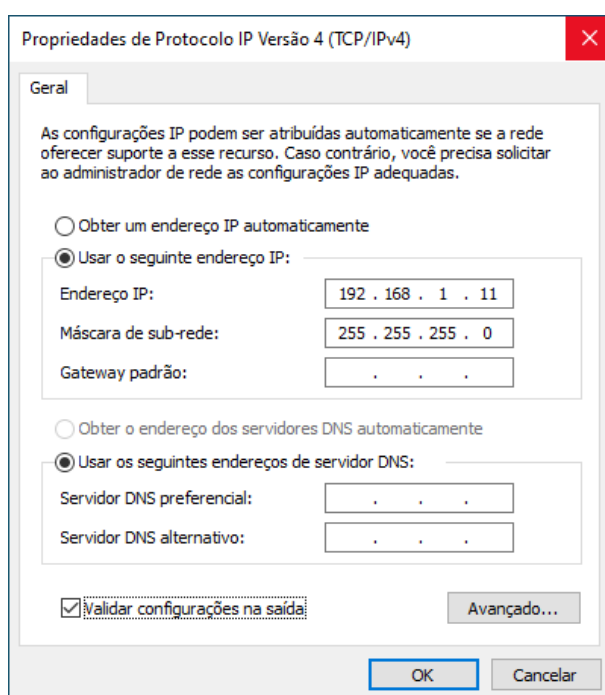 Propriedades de Protocolo IP Versão 4 (TCP/IPv4)
Geral
As configurações IP podem ser atribuídas automaticamente se a rede
oferecer suporte a esse recurso. Caso contrário, você precisa solicitar
ao administrador de rede as configurações IP adequadas.
Obter um endereço IP automaticamente
Usar o seguinte endereço IP:
Endereço IP: 192 . 168 . 1 . 11
Máscara de sub-rede: 255 . 255 . 255 . 0
Gateway padrão: . . .
Obter o endereço dos servidores DNS automaticamente
Usar os seguintes endereços de servidor DNS:
Servidor DNS preferencial: . . .
Servidor DNS alternativo: . . .
Validar configurações na saída Avançado...
OK Cancelar